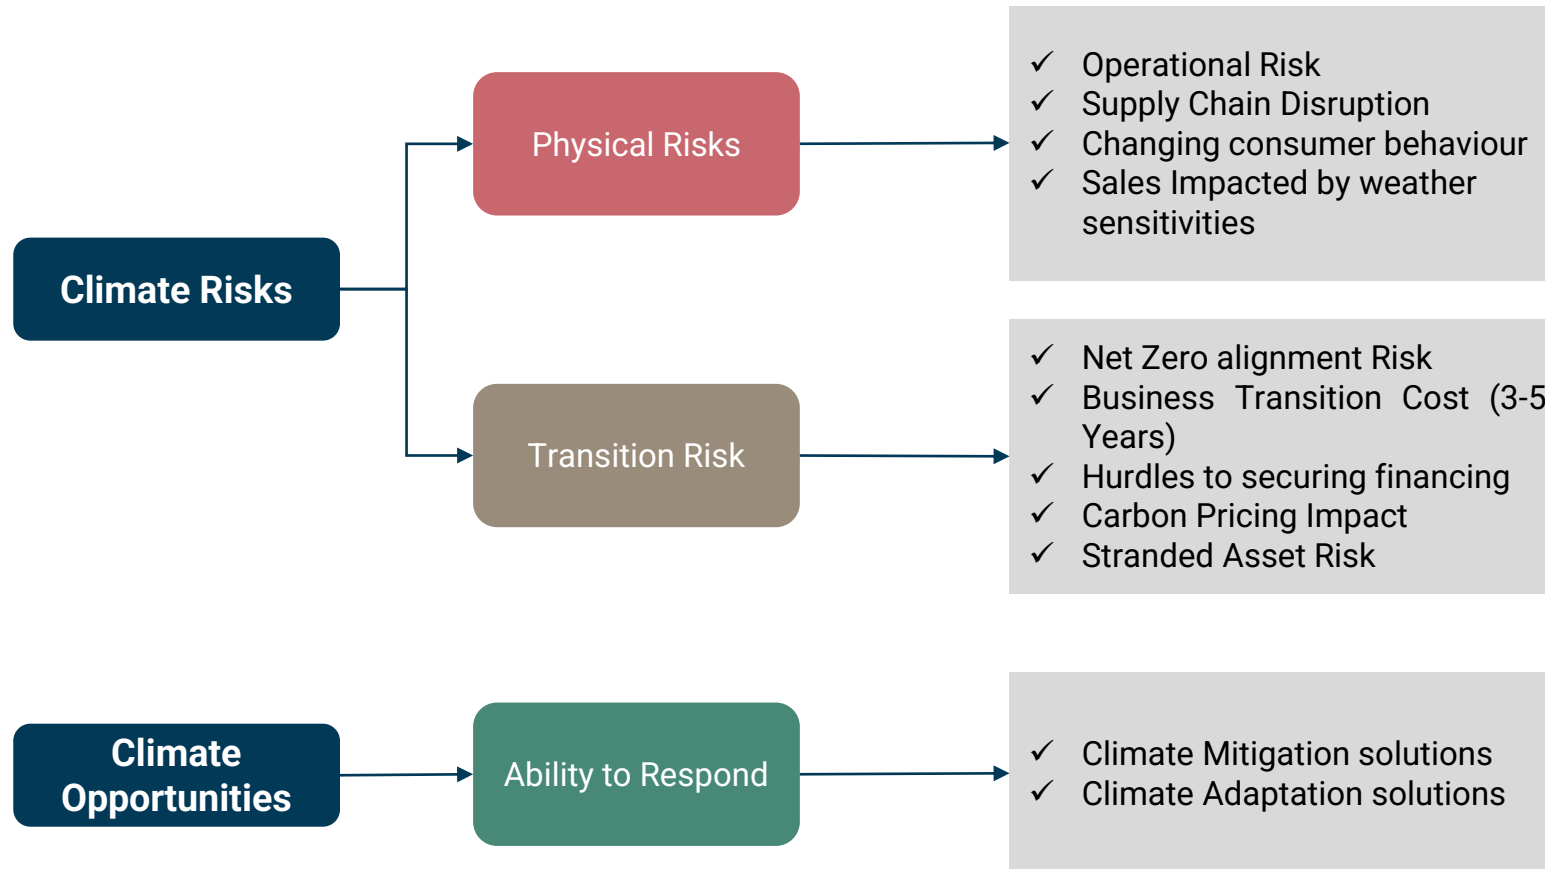 Climate Risks
Physical Risks
✓ Operational Risk
✓ Supply Chain Disruption
✓ Changing consumer behaviour
✓ Sales Impacted by weather
sensitivities
Transition Risk
✓ Net Zero alignment Risk
✓ Business Transition Cost (3-5
Years)
✓ Hurdles to securing financing
✓ Carbon Pricing Impact
✓ Stranded Asset Risk
Climate
Opportunities
Ability to Respond
✓ Climate Mitigation solutions
✓ Climate Adaptation solutions